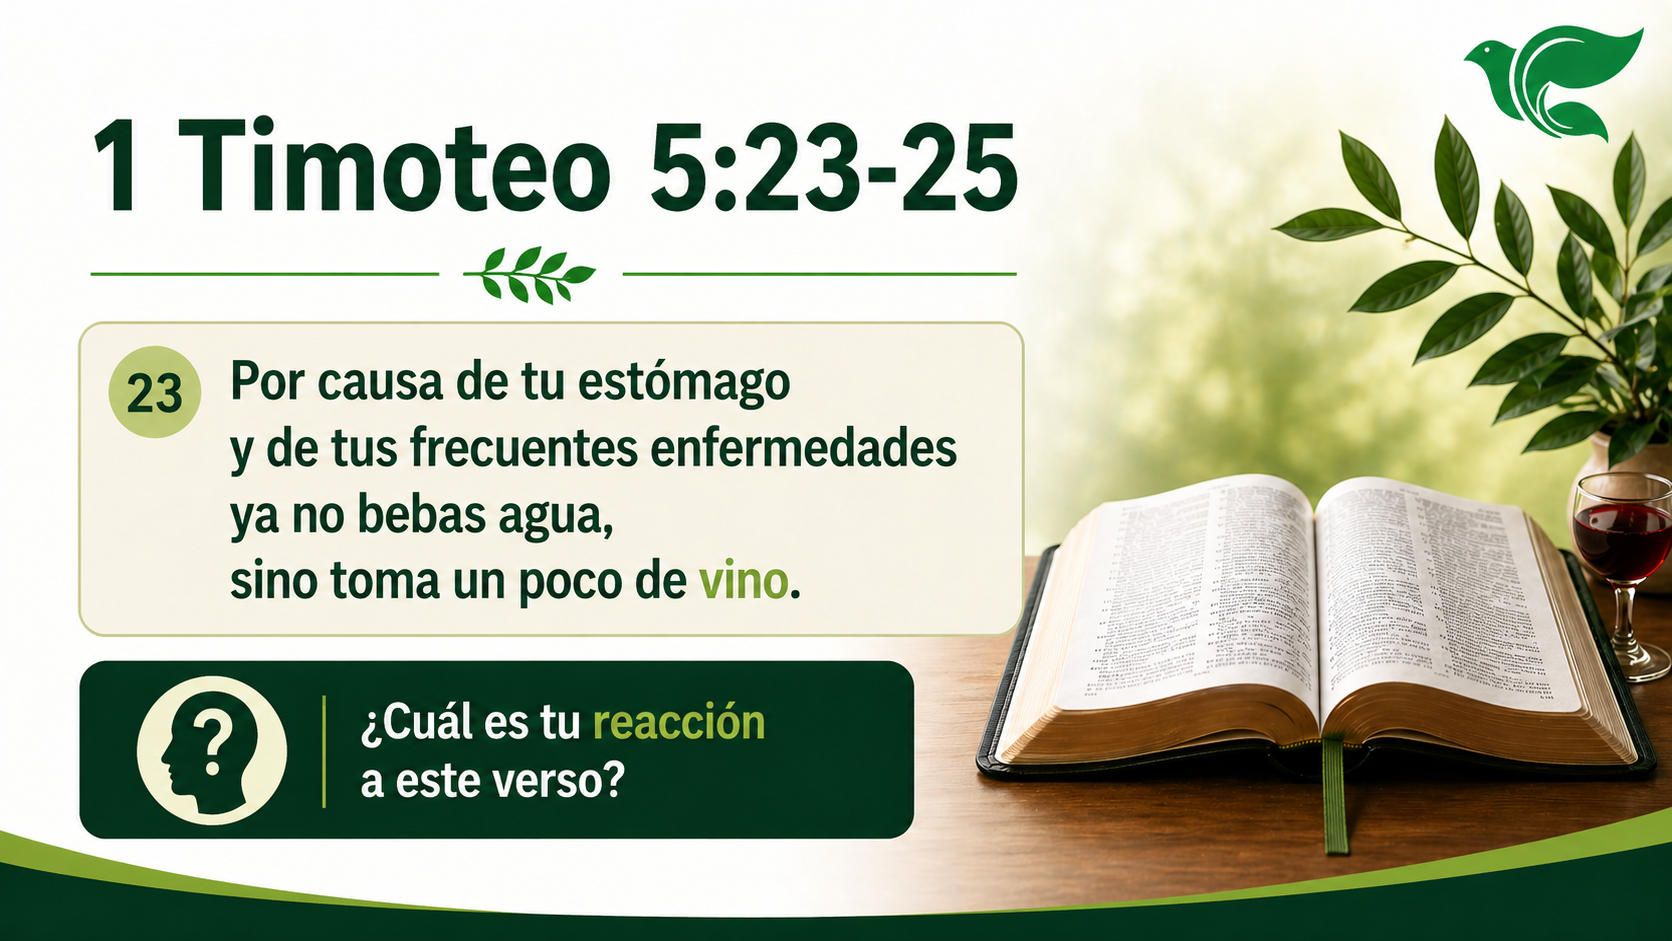 1 Timoteo 5:23-25
23
Por causa de tu estómago
y de tus frecuentes enfermedades
ya no bebas agua,
sino toma un poco de vino.
¿Cuál es tu reacción
a este verso?